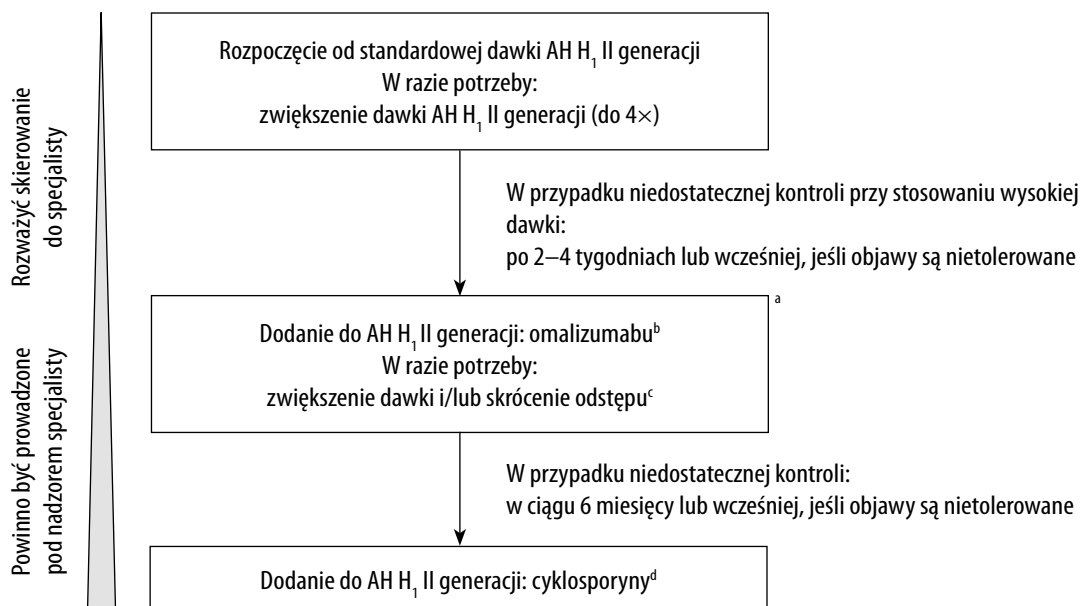 Rozpoczęcie od standardowej dawki AH H₁ II generacji
W razie potrzeby:
zwiększenie dawki AH H₁ II generacji (do 4×)
Rozważyć skierowanie
do specjalisty
W przypadku niedostatecznej kontroli przy stosowaniu wysokiej
dawki:
po 2–4 tygodniach lub wcześniej, jeśli objawy są nietolerowane
a
Dodanie do AH H₁ II generacji: omalizumabuᵇ
W razie potrzeby:
zwiększenie dawki i/lub skrócenie odstępuᶜ
Powinno być prowadzone
pod nadzorem specjalisty
W przypadku niedostatecznej kontroli:
w ciągu 6 miesięcy lub wcześniej, jeśli objawy są nietolerowane
Dodanie do AH H₁ II generacji: cyklosporynyᵈ